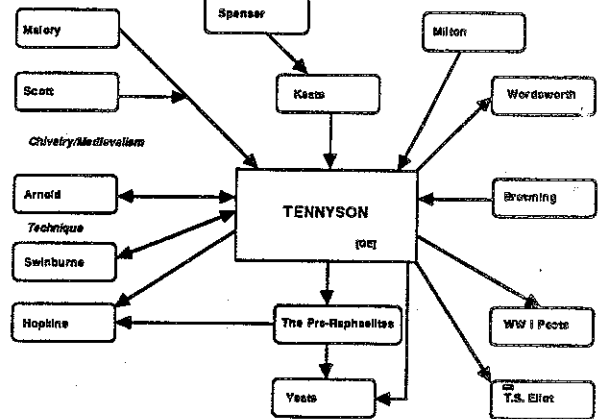 Spenser
Malory
Milton
Scott
Keats
Wordsworth
Chivalry/Medievalism
Arnold
TENNYSON
Browning
Technique
[GE]
Swinburne
Hopkins
The Pre-Raphaelites
WW I Poets
Yeats
T.S. Eliot